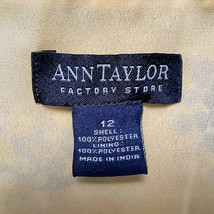 ANN TAYLOR
FACTORY STORE
12
SHELL:
100%POLYESTER
LINING:
100%POLYESTER
MADE IN INDIA